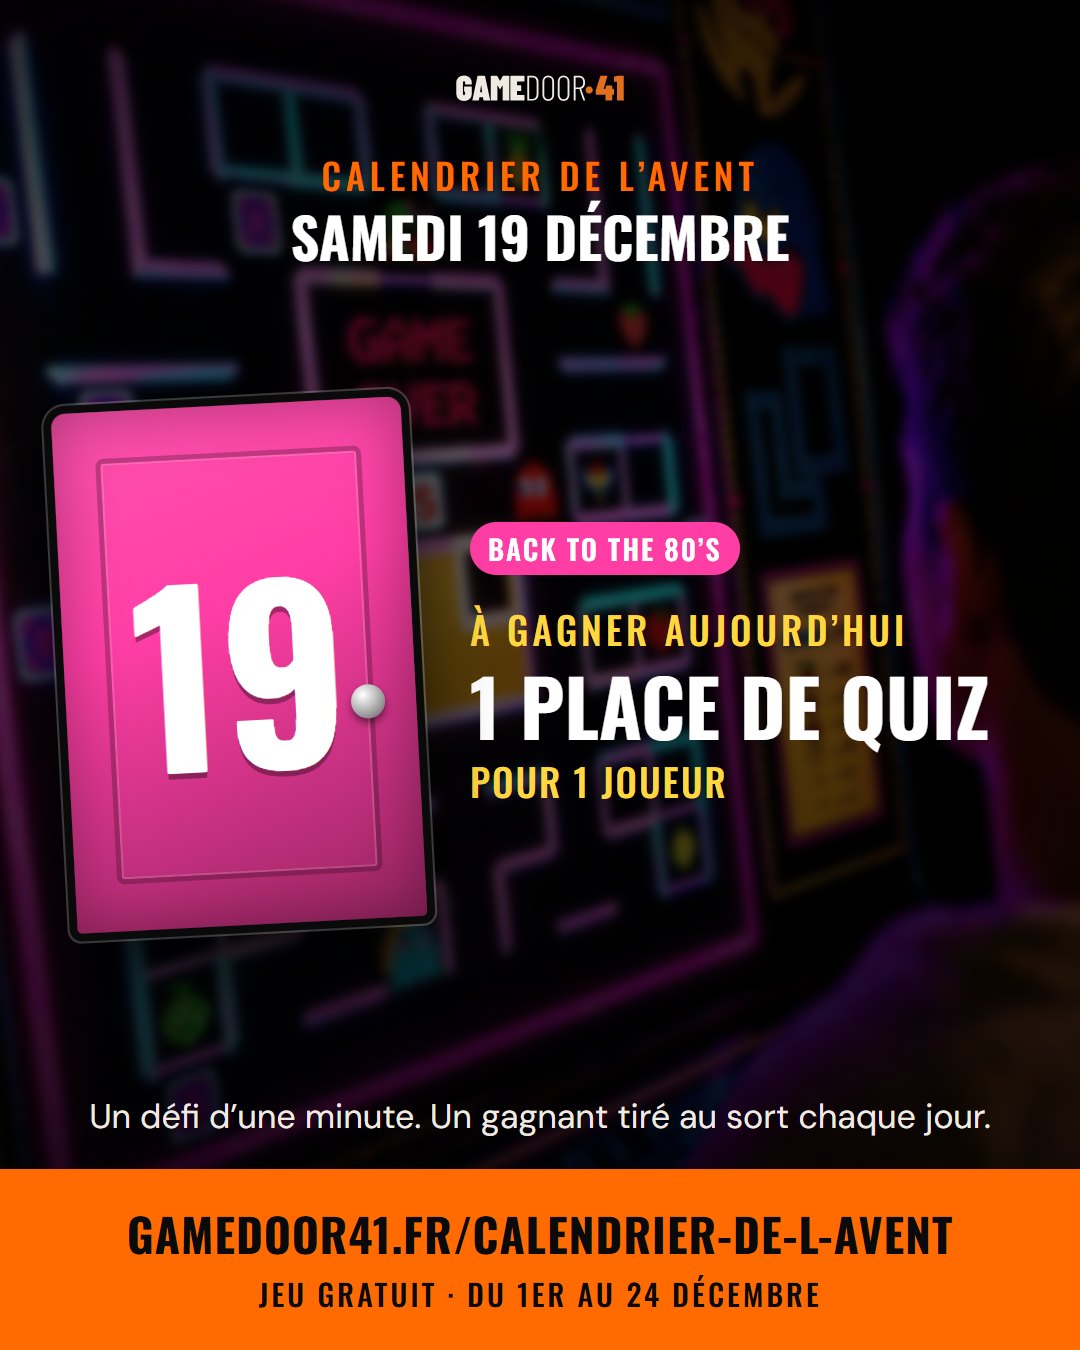 GAMEDOOR·41
CALENDRIER DE L’AVENT
SAMEDI 19 DÉCEMBRE
GAME
19
BACK TO THE 80’S
À GAGNER AUJOURD’HUI
1 PLACE DE QUIZ
POUR 1 JOUEUR
Un défi d’une minute. Un gagnant tiré au sort chaque jour.
GAMEDOOR41.FR/CALENDRIER-DE-L-AVENT
JEU GRATUIT · DU 1ER AU 24 DÉCEMBRE